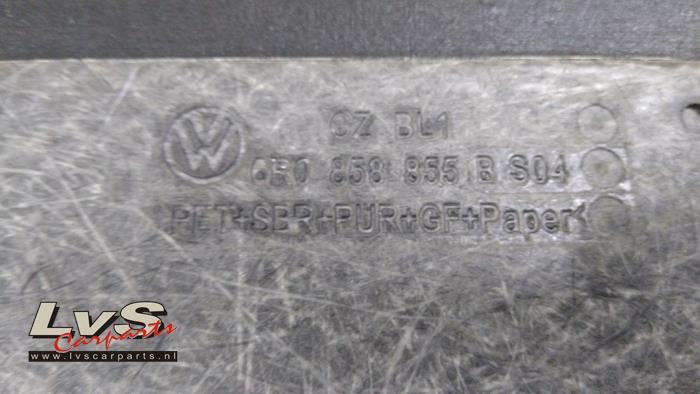 CZ BL1
6R0 858 855 B S04
>PET+SBR+PUR+GF+Paper<
LvS
Carparts
www.lvscarparts.nl